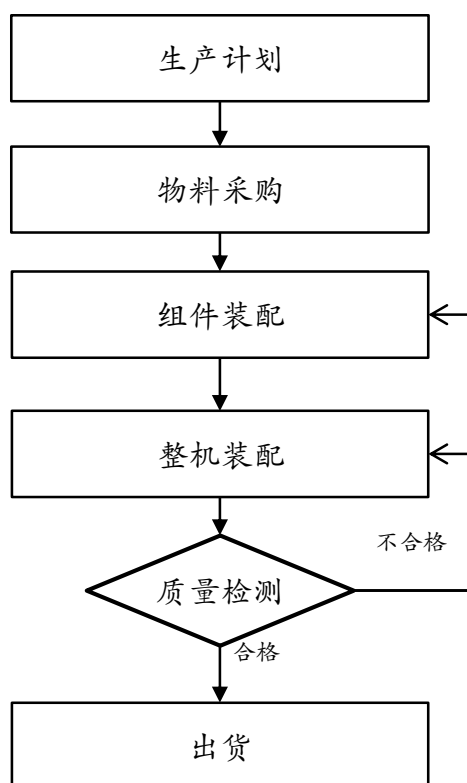 生产计划
物料采购
组件装配
整机装配
不合格
质量检测
合格
出货